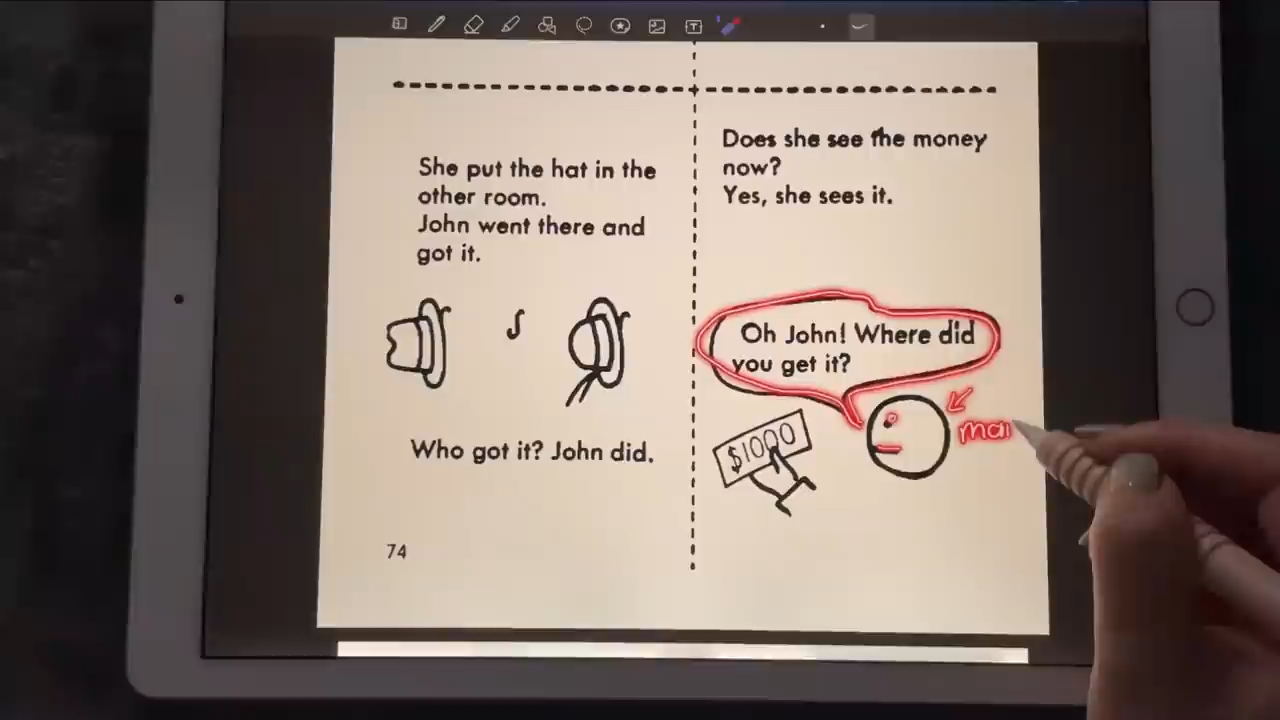 She put the hat in the
other room.
John went there and
got it.
Who got it? John did.
74
Does she see the money
now?
Yes, she sees it.
Oh John! Where did
you get it?
$1000
mai